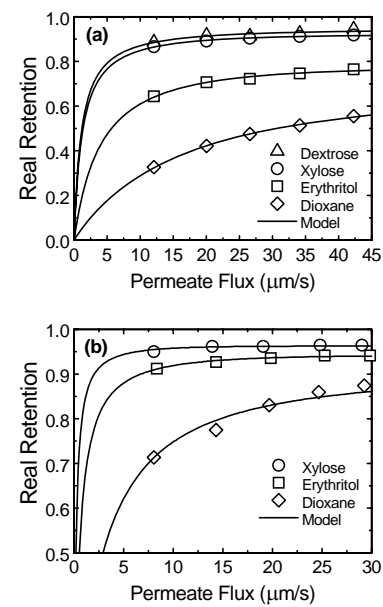 (a)
1.0
0.8
0.6
0.4
0.2
0.0
Real Retention
Dextrose
Xylose
Erythritol
Dioxane
Model
0 5 10 15 20 25 30 35 40 45
Permeate Flux (μm/s)
(b)
1.0
0.9
0.8
0.7
0.6
0.5
Real Retention
Xylose
Erythritol
Dioxane
Model
0 5 10 15 20 25 30
Permeate Flux (μm/s)